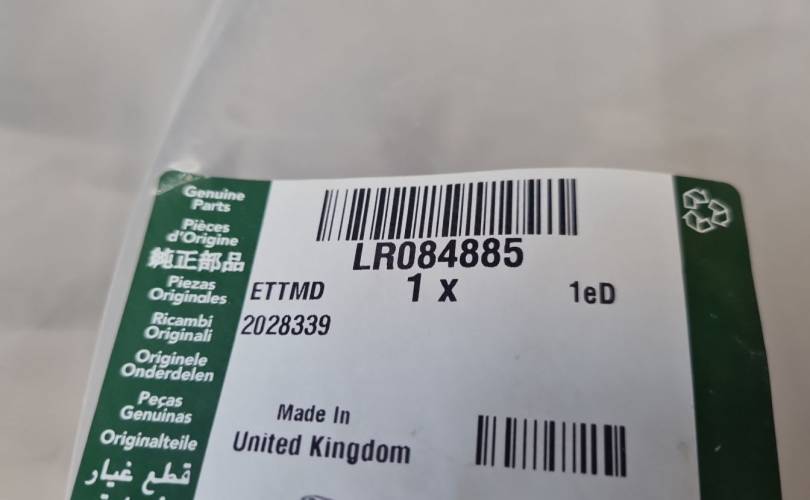 Genuine
Parts
Pièces
d'Origine
純正部品
Piezas
Originales
Ricambi
Originali
Originele
Onderdelen
Peças
Genuinas
Originalteile
قطع غيار
LR084885
1 x
ETTMD
1eD
2028339
Made In
United Kingdom